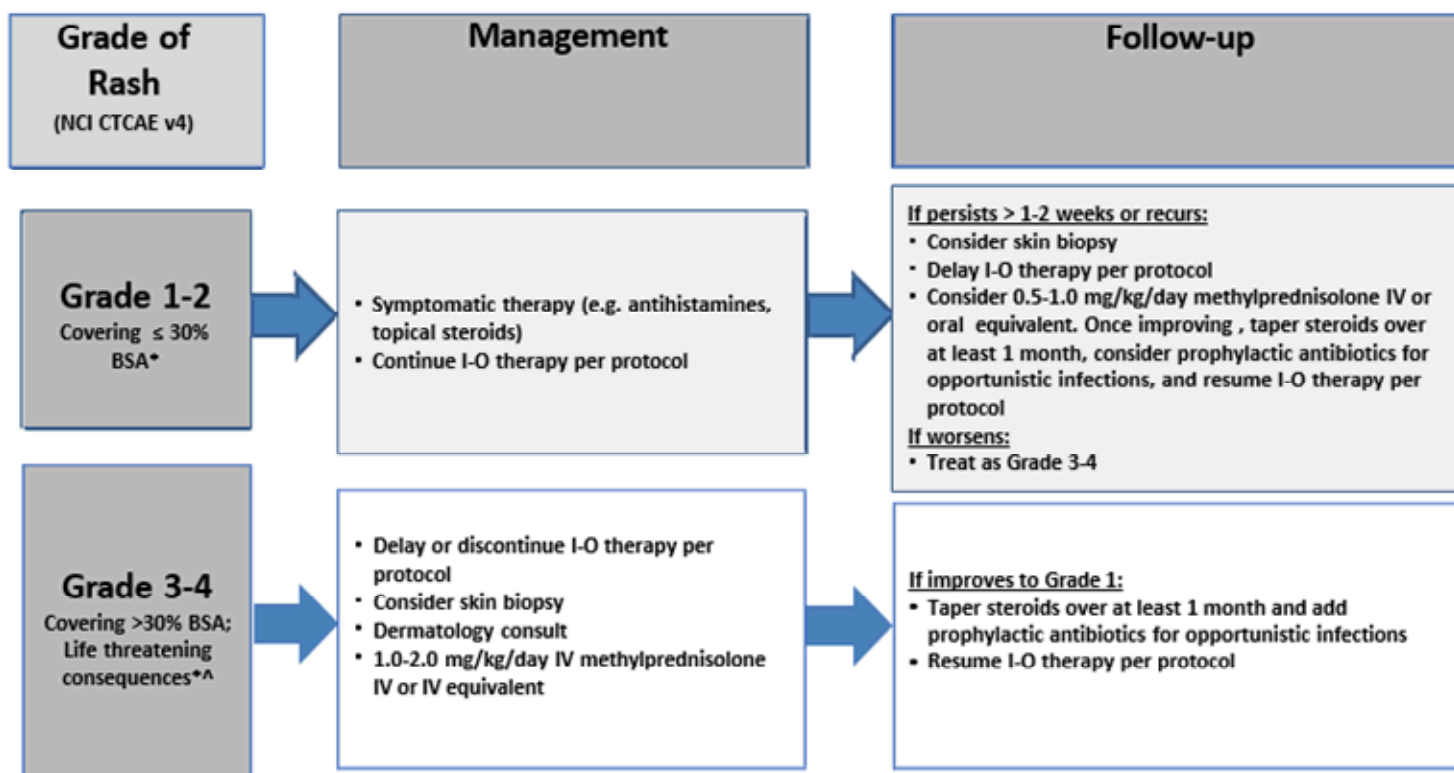 Grade of
Rash
(NCI CTCAE v4)
Management
Follow-up
Grade 1-2
Covering ≤ 30%
BSA*
• Symptomatic therapy (e.g. antihistamines,
topical steroids)
• Continue I-O therapy per protocol
If persists > 1-2 weeks or recurs:
• Consider skin biopsy
• Delay I-O therapy per protocol
• Consider 0.5-1.0 mg/kg/day methylprednisolone IV or
oral equivalent. Once improving , taper steroids over
at least 1 month, consider prophylactic antibiotics for
opportunistic infections, and resume I-O therapy per
protocol
If worsens:
• Treat as Grade 3-4
Grade 3-4
Covering >30% BSA;
Life threatening
consequences*^
• Delay or discontinue I-O therapy per
protocol
• Consider skin biopsy
• Dermatology consult
• 1.0-2.0 mg/kg/day IV methylprednisolone
IV or IV equivalent
If improves to Grade 1:
• Taper steroids over at least 1 month and add
prophylactic antibiotics for opportunistic infections
• Resume I-O therapy per protocol